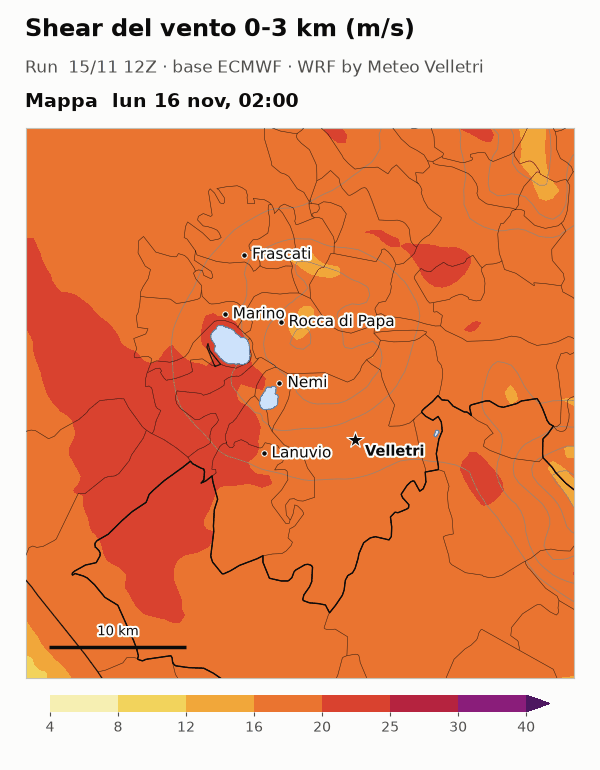 Shear del vento 0-3 km (m/s)
Run  15/11 12Z · base ECMWF · WRF by Meteo Velletri
Mappa  lun 16 nov, 02:00
Frascati
Marino
Rocca di Papa
Nemi
Velletri
Lanuvio
10 km
4 8 12 16 20 25 30 40